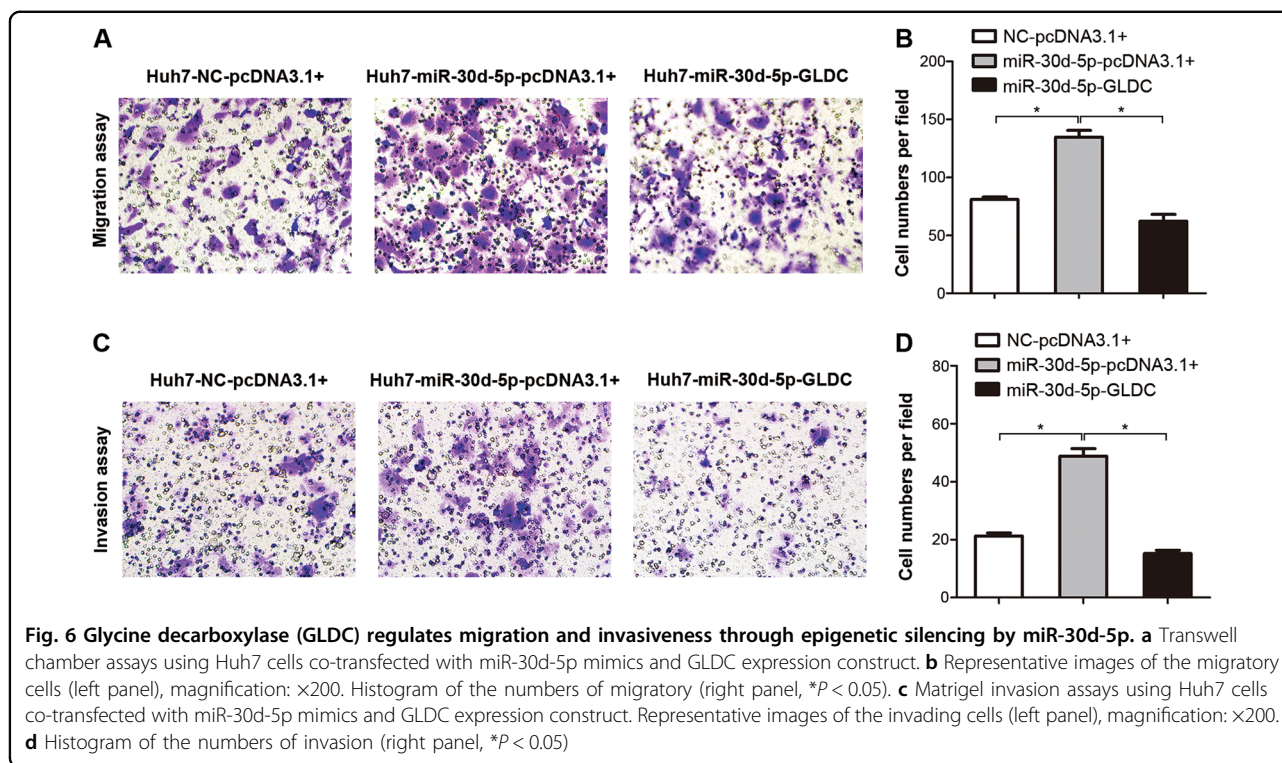 A
Huh7-NC-pcDNA3.1+ Huh7-miR-30d-5p-pcDNA3.1+ Huh7-miR-30d-5p-GLDC
Migration assay
B
NC-pcDNA3.1+
miR-30d-5p-pcDNA3.1+
miR-30d-5p-GLDC
Cell numbers per field
200
150
100
50
0
* *
C
Huh7-NC-pcDNA3.1+ Huh7-miR-30d-5p-pcDNA3.1+ Huh7-miR-30d-5p-GLDC
Invasion assay
D
NC-pcDNA3.1+
miR-30d-5p-pcDNA3.1+
miR-30d-5p-GLDC
Cell numbers per field
80
60
40
20
0
* *
Fig. 6 Glycine decarboxylase (GLDC) regulates migration and invasiveness through epigenetic silencing by miR-30d-5p. a Transwell
chamber assays using Huh7 cells co-transfected with miR-30d-5p mimics and GLDC expression construct. b Representative images of the migratory
cells (left panel), magnification: ×200. Histogram of the numbers of migratory (right panel, *P < 0.05). c Matrigel invasion assays using Huh7 cells
co-transfected with miR-30d-5p mimics and GLDC expression construct. Representative images of the invading cells (left panel), magnification: ×200.
d Histogram of the numbers of invasion (right panel, *P < 0.05)